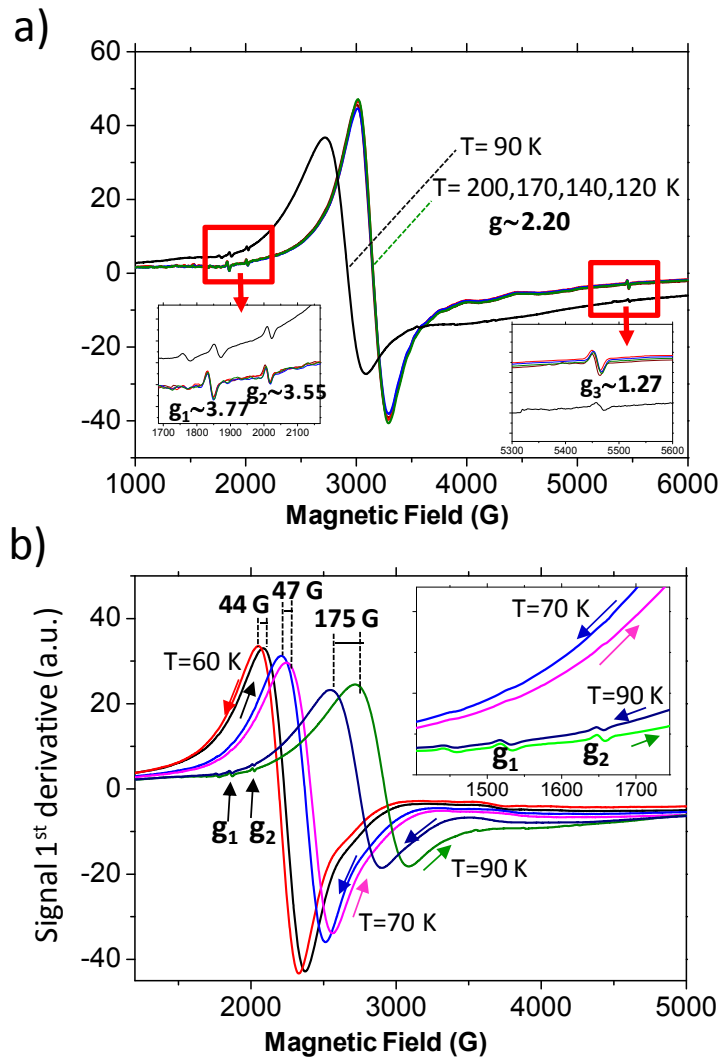 a)
60
40
20
0
-20
-40
T= 90 K
T= 200,170,140,120 K
g~2.20
g₁~3.77
g₂~3.55
1700 1800 1900 2000 2100
g₃~1.27
5300 5400 5500 5600
1000 2000 3000 4000 5000 6000
Magnetic Field (G)
b)
Signal 1st derivative (a.u.)
40
20
0
-20
-40
44 G
47 G
175 G
T=60 K
T=70 K
T=90 K
g₁
g₂
1500 1600 1700
g₁
g₂
T=90 K
T=70 K
2000 3000 4000 5000
Magnetic Field (G)